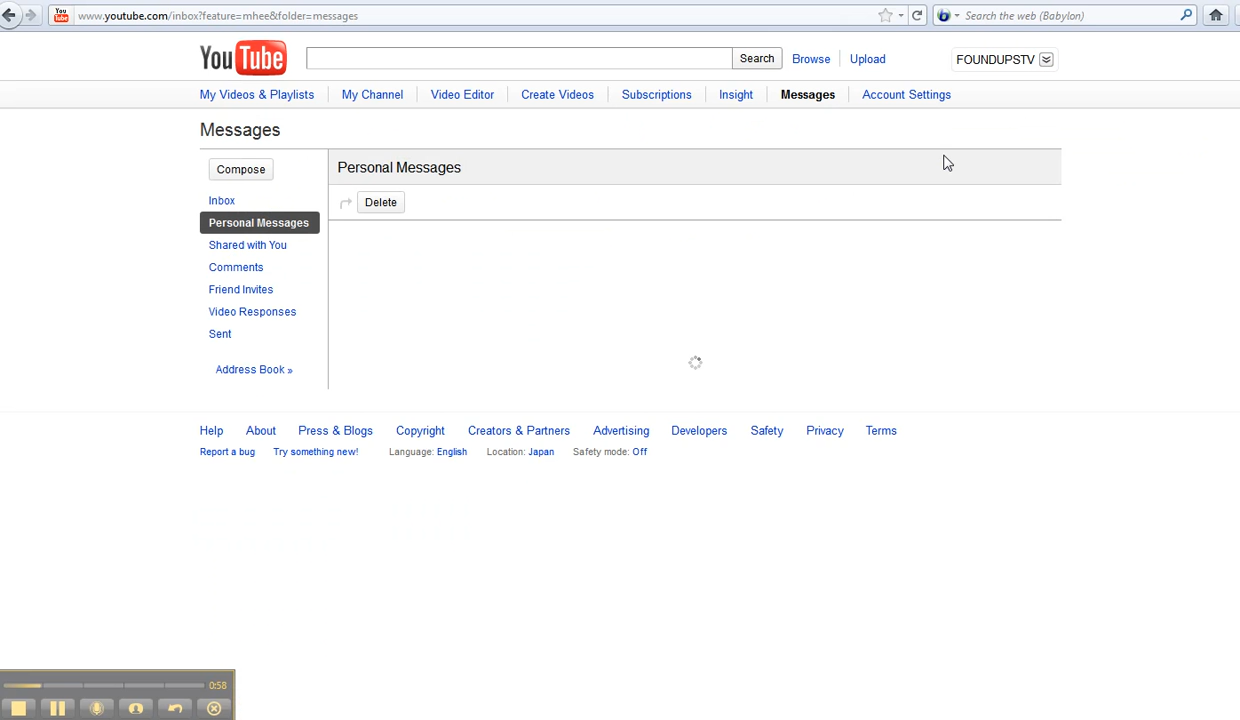 www.youtube.com/inbox?feature=mhee&folder=messages
Search the web (Babylon)
YouTube
Search
Browse
Upload
FOUNDUPSTV
My Videos & Playlists
My Channel
Video Editor
Create Videos
Subscriptions
Insight
Messages
Account Settings
Messages
Compose
Personal Messages
Inbox
Delete
Personal Messages
Shared with You
Comments
Friend Invites
Video Responses
Sent
Address Book »
Help About Press & Blogs Copyright Creators & Partners Advertising Developers Safety Privacy Terms
Report a bug Try something new! Language: English Location: Japan Safety mode: Off
0:58